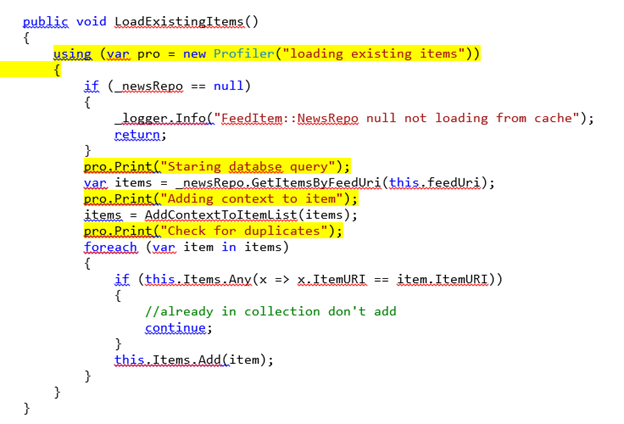 public void LoadExistingItems()
{
    using (var pro = new Profiler("loading existing items"))
    {
        if (_newsRepo == null)
        {
            _logger.Info("FeedItem::NewsRepo null not loading from cache");
            return;
        }
        pro.Print("Staring databse query");
        var items = _newsRepo.GetItemsByFeedUri(this.feedUri);
        pro.Print("Adding context to item");
        items = AddContextToItemList(items);
        pro.Print("Check for duplicates");
        foreach (var item in items)
        {
            if (this.Items.Any(x => x.ItemURI == item.ItemURI))
            {
                //already in collection don't add
                continue;
            }
            this.Items.Add(item);
        }
    }
}